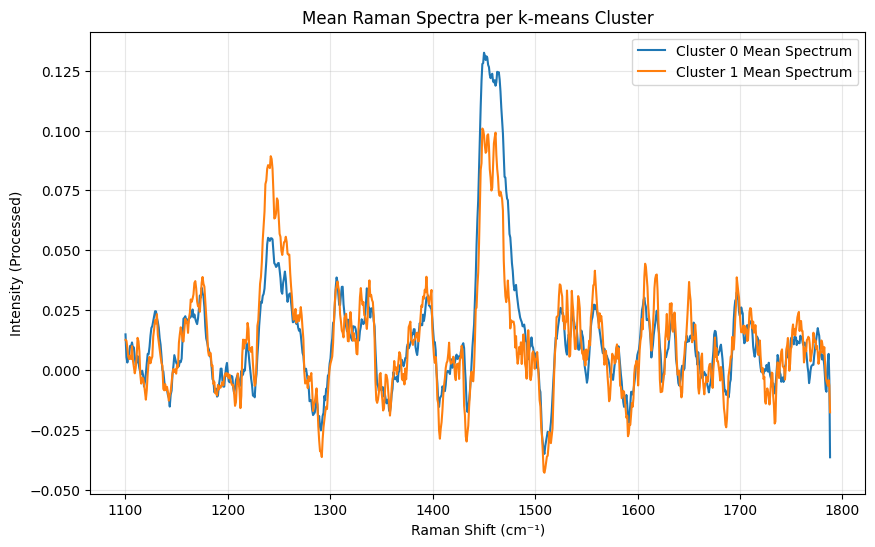 Mean Raman Spectra per k-means Cluster
Cluster 0 Mean Spectrum
Cluster 1 Mean Spectrum
Intensity (Processed)
0.125
0.100
0.075
0.050
0.025
0.000
−0.025
−0.050
1100 1200 1300 1400 1500 1600 1700 1800
Raman Shift (cm⁻¹)